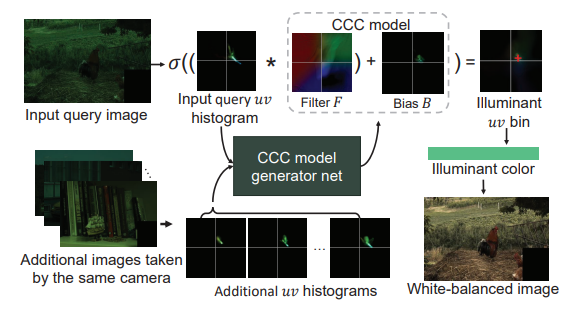 CCC model
σ((
*
) +
) =
Input query image
Input query uv
histogram
Filter F
Bias B
Illuminant
uv bin
CCC model
generator net
Illuminant color
Additional images taken
by the same camera
...
Additional uv histograms
White-balanced image